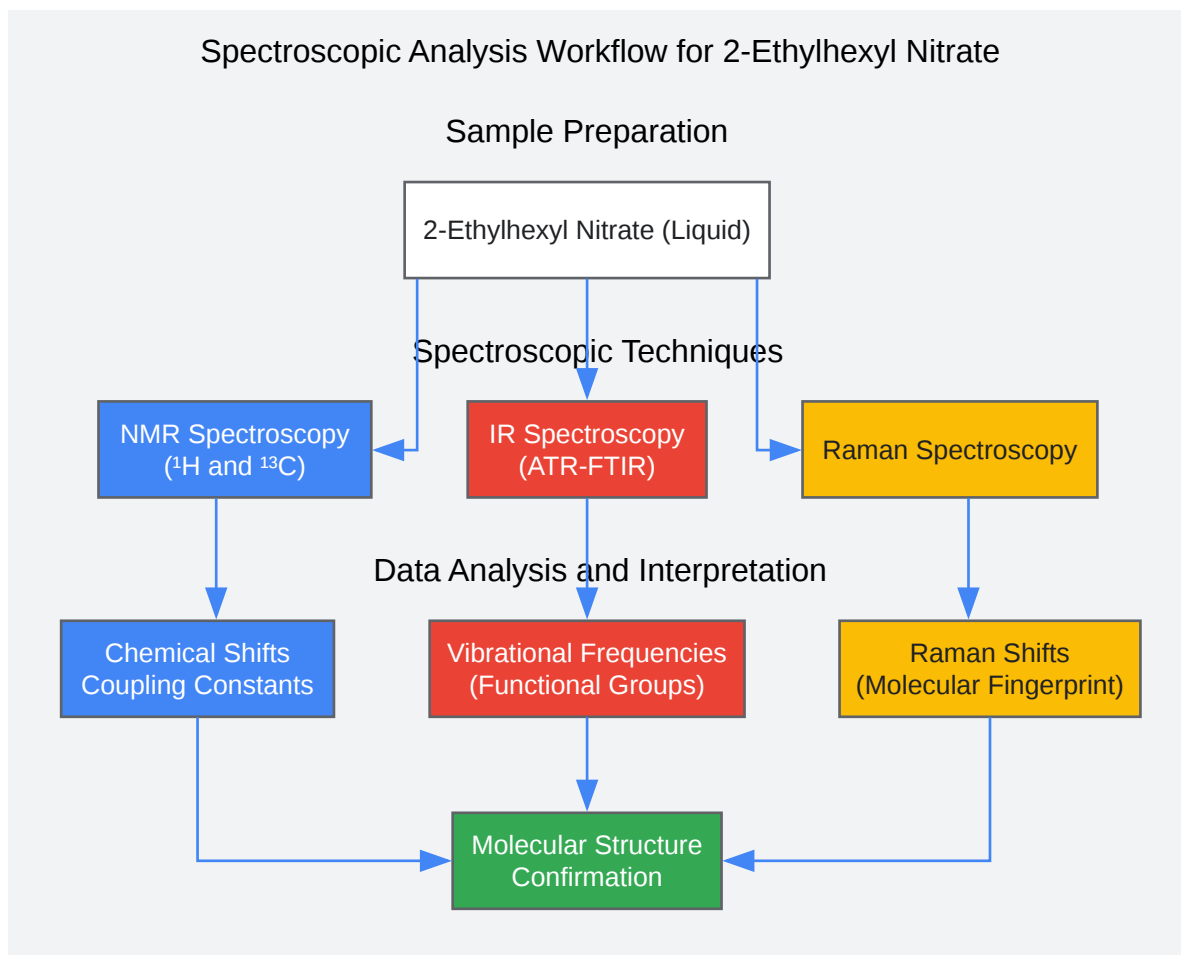 Spectroscopic Analysis Workflow for 2-Ethylhexyl Nitrate
Sample Preparation
2-Ethylhexyl Nitrate (Liquid)
Spectroscopic Techniques
NMR Spectroscopy
(¹H and ¹³C)
IR Spectroscopy
(ATR-FTIR)
Raman Spectroscopy
Data Analysis and Interpretation
Chemical Shifts
Coupling Constants
Vibrational Frequencies
(Functional Groups)
Raman Shifts
(Molecular Fingerprint)
Molecular Structure
Confirmation